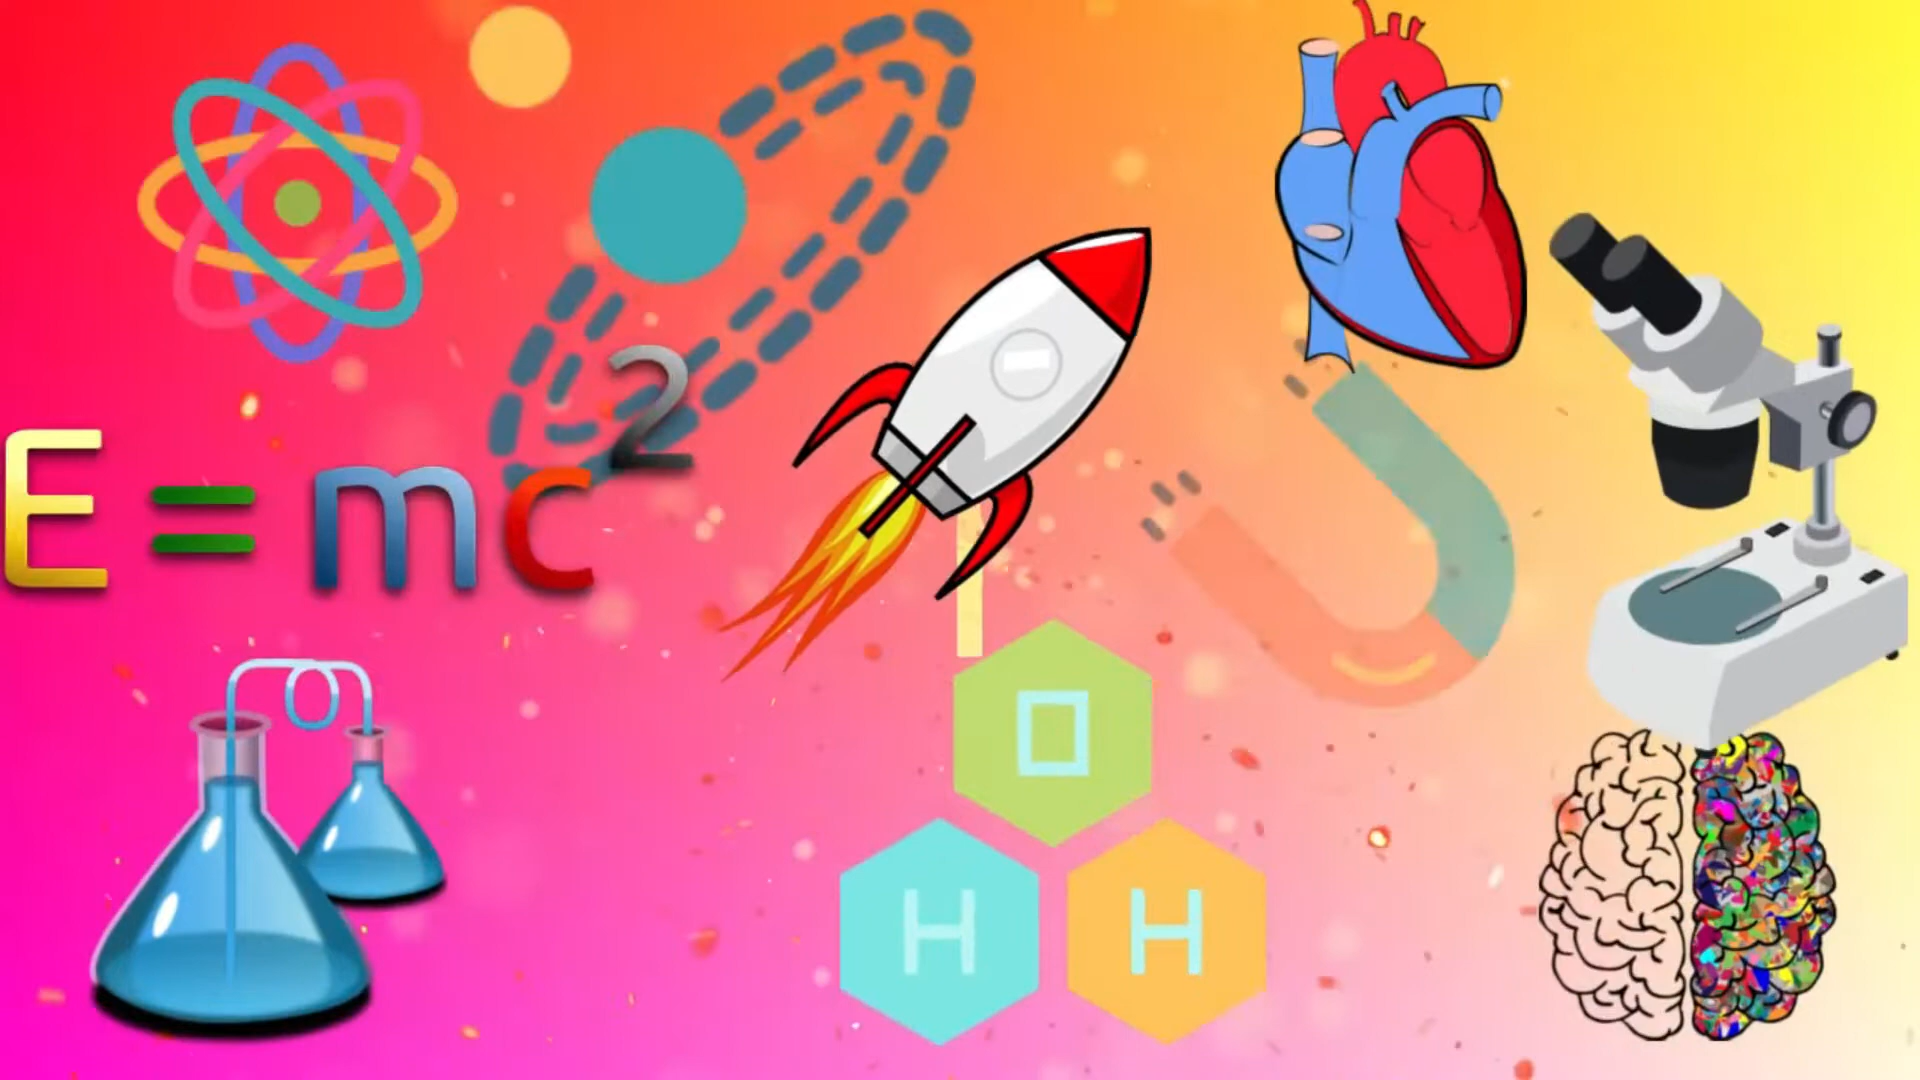 E = mc²
O
H H